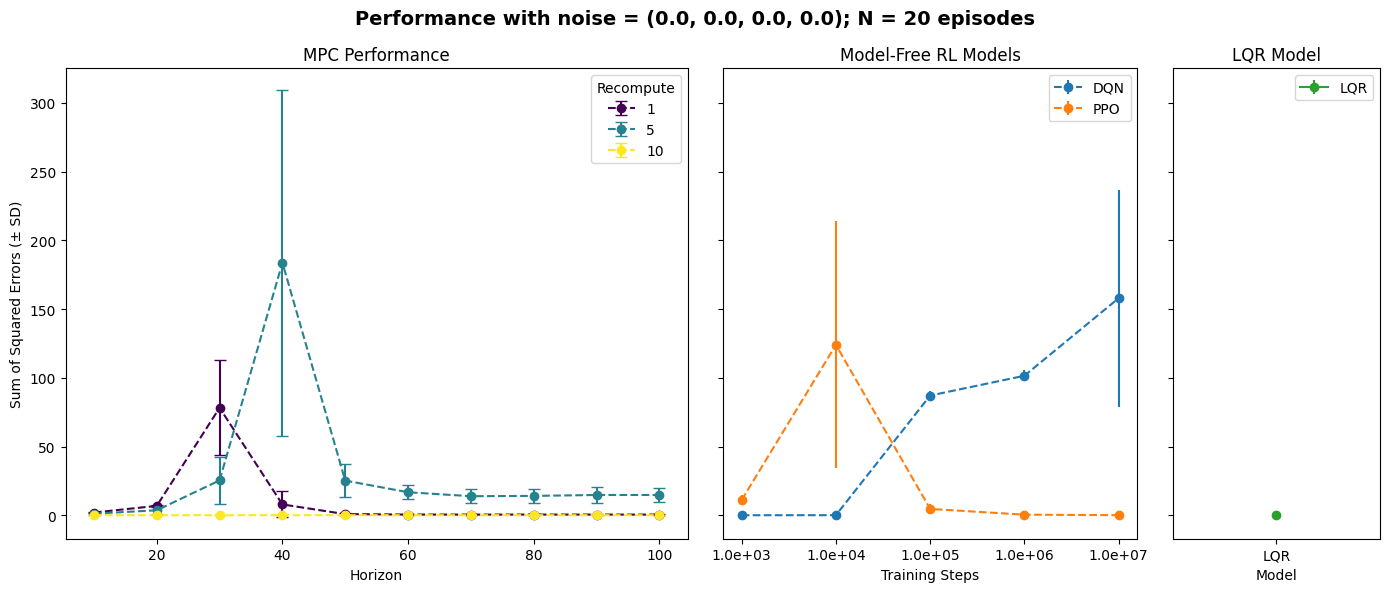 Performance with noise = (0.0, 0.0, 0.0, 0.0); N = 20 episodes
MPC Performance
Sum of Squared Errors (± SD)
300
250
200
150
100
50
0
20
40
60
80
100
Horizon
Recompute
1
5
10
Model-Free RL Models
DQN
PPO
1.0e+03
1.0e+04
1.0e+05
1.0e+06
1.0e+07
Training Steps
LQR Model
LQR
LQR
Model